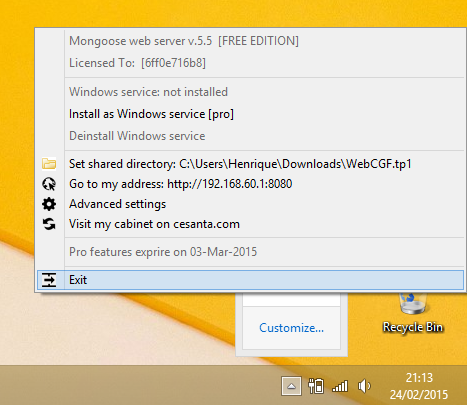 Mongoose web server v.5.5 [FREE EDITION]
Licensed To: [6ff0e716b8]
Windows service: not installed
Install as Windows service [pro]
Deinstall Windows service
Set shared directory: C:\Users\Henrique\Downloads\WebCGF.tp1
Go to my address: http://192.168.60.1:8080
Advanced settings
Visit my cabinet on cesanta.com
Pro features exprire on 03-Mar-2015
Exit
Customize...
Recycle Bin
21:13
24/02/2015